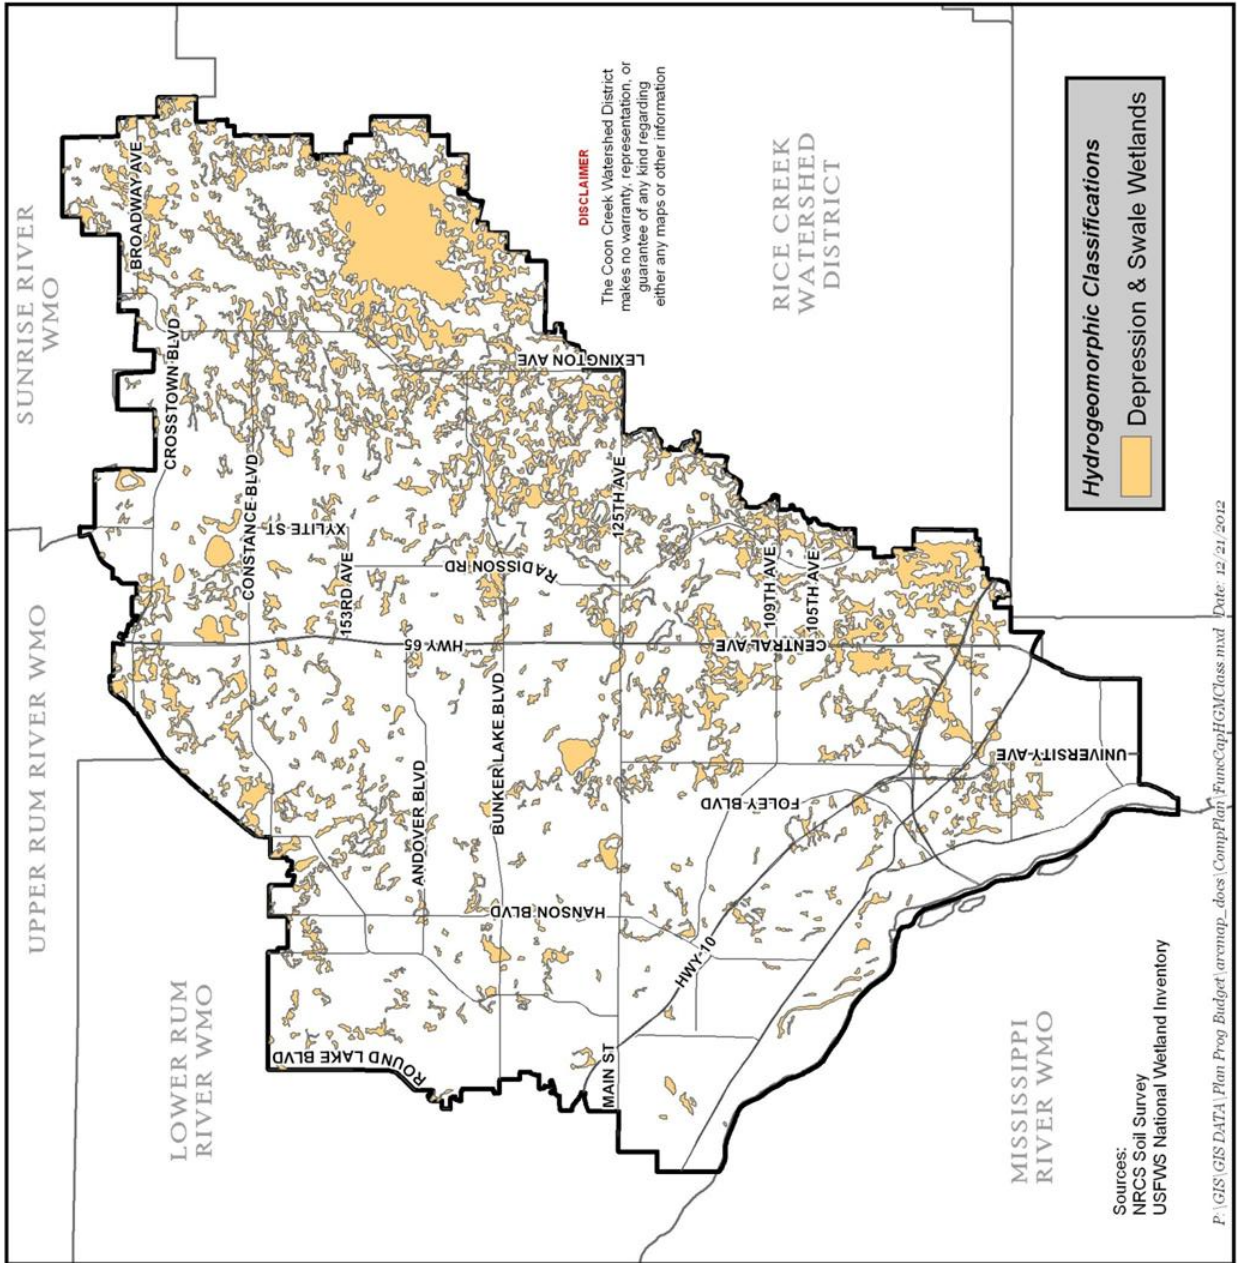 SUNRISE RIVER
WMO
UPPER RUM RIVER WMO
LOWER RUM
RIVER WMO
BROADWAY AVE
CROSSTOWN BLVD
CONSTANCE BLVD
XYLITE ST
153RD AVE
RADISSON RD
LEXINGTON AVE
HWY 65
ANDOVER BLVD
BUNKER LAKE BLVD
HANSON BLVD
ROUND LAKE BLVD
MAIN ST
125TH AVE
109TH AVE
105TH AVE
CENTRAL AVE
FOLEY BLVD
UNIVERSITY AVE
HWY 10
DISCLAIMER
The Coon Creek Watershed District
makes no warranty, representation, or
guarantee of any kind regarding
either any maps or other information
RICE CREEK
WATERSHED
DISTRICT
MISSISSIPPI
RIVER WMO
Hydrogeomorphic Classifications
Depression & Swale Wetlands
Sources:
NRCS Soil Survey
USFWS National Wetland Inventory
P:\GIS\GIS DATA\Plan Prog Budget\arcmap_docs\CompPlan\FuncCapHGMClass.mxd Date: 12/21/2012